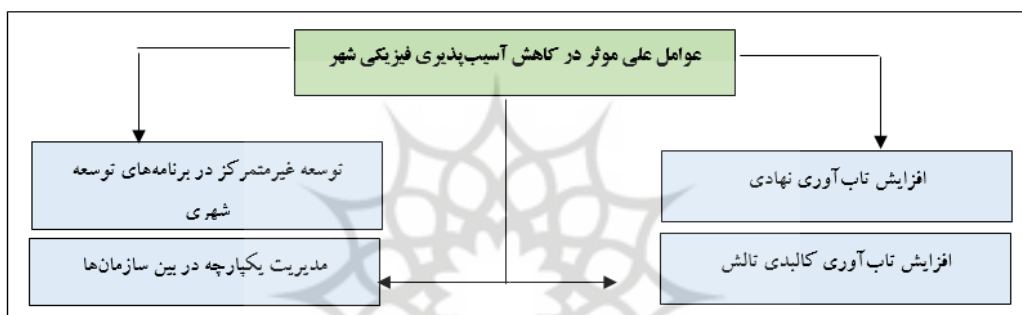 عوامل علی موثر در کاهش آسیب‌پذیری فیزیکی شهر
افزایش تاب‌آوری نهادی
توسعه غیرمتمرکز در برنامه‌های توسعه
شهری
افزایش تاب‌آوری کالبدی تالش
مدیریت یکپارچه در بین سازمان‌ها